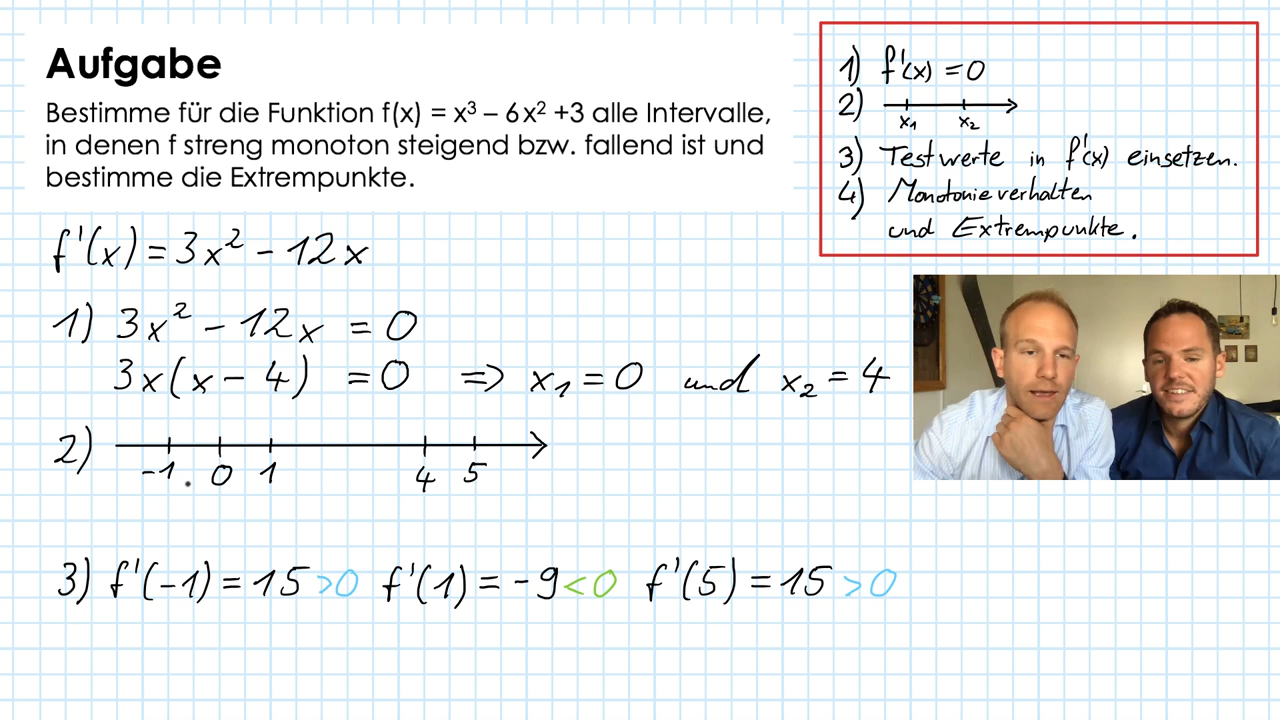 Aufgabe
Bestimme für die Funktion f(x) = x³ – 6x² +3 alle Intervalle,
in denen f streng monoton steigend bzw. fallend ist und
bestimme die Extrempunkte.
1) f'(x) = 0
2)
x₁ x₂
3) Testwerte in f'(x) einsetzen.
4) Monotonieverhalten
und Extrempunkte.
f'(x) = 3x² - 12x
1) 3x² - 12x = 0
3x(x - 4) = 0 => x₁ = 0 und x₂ = 4
2)
-1 0 1 4 5
3) f'(-1) = 15 >0 f'(1) = -9 <0 f'(5) = 15 >0